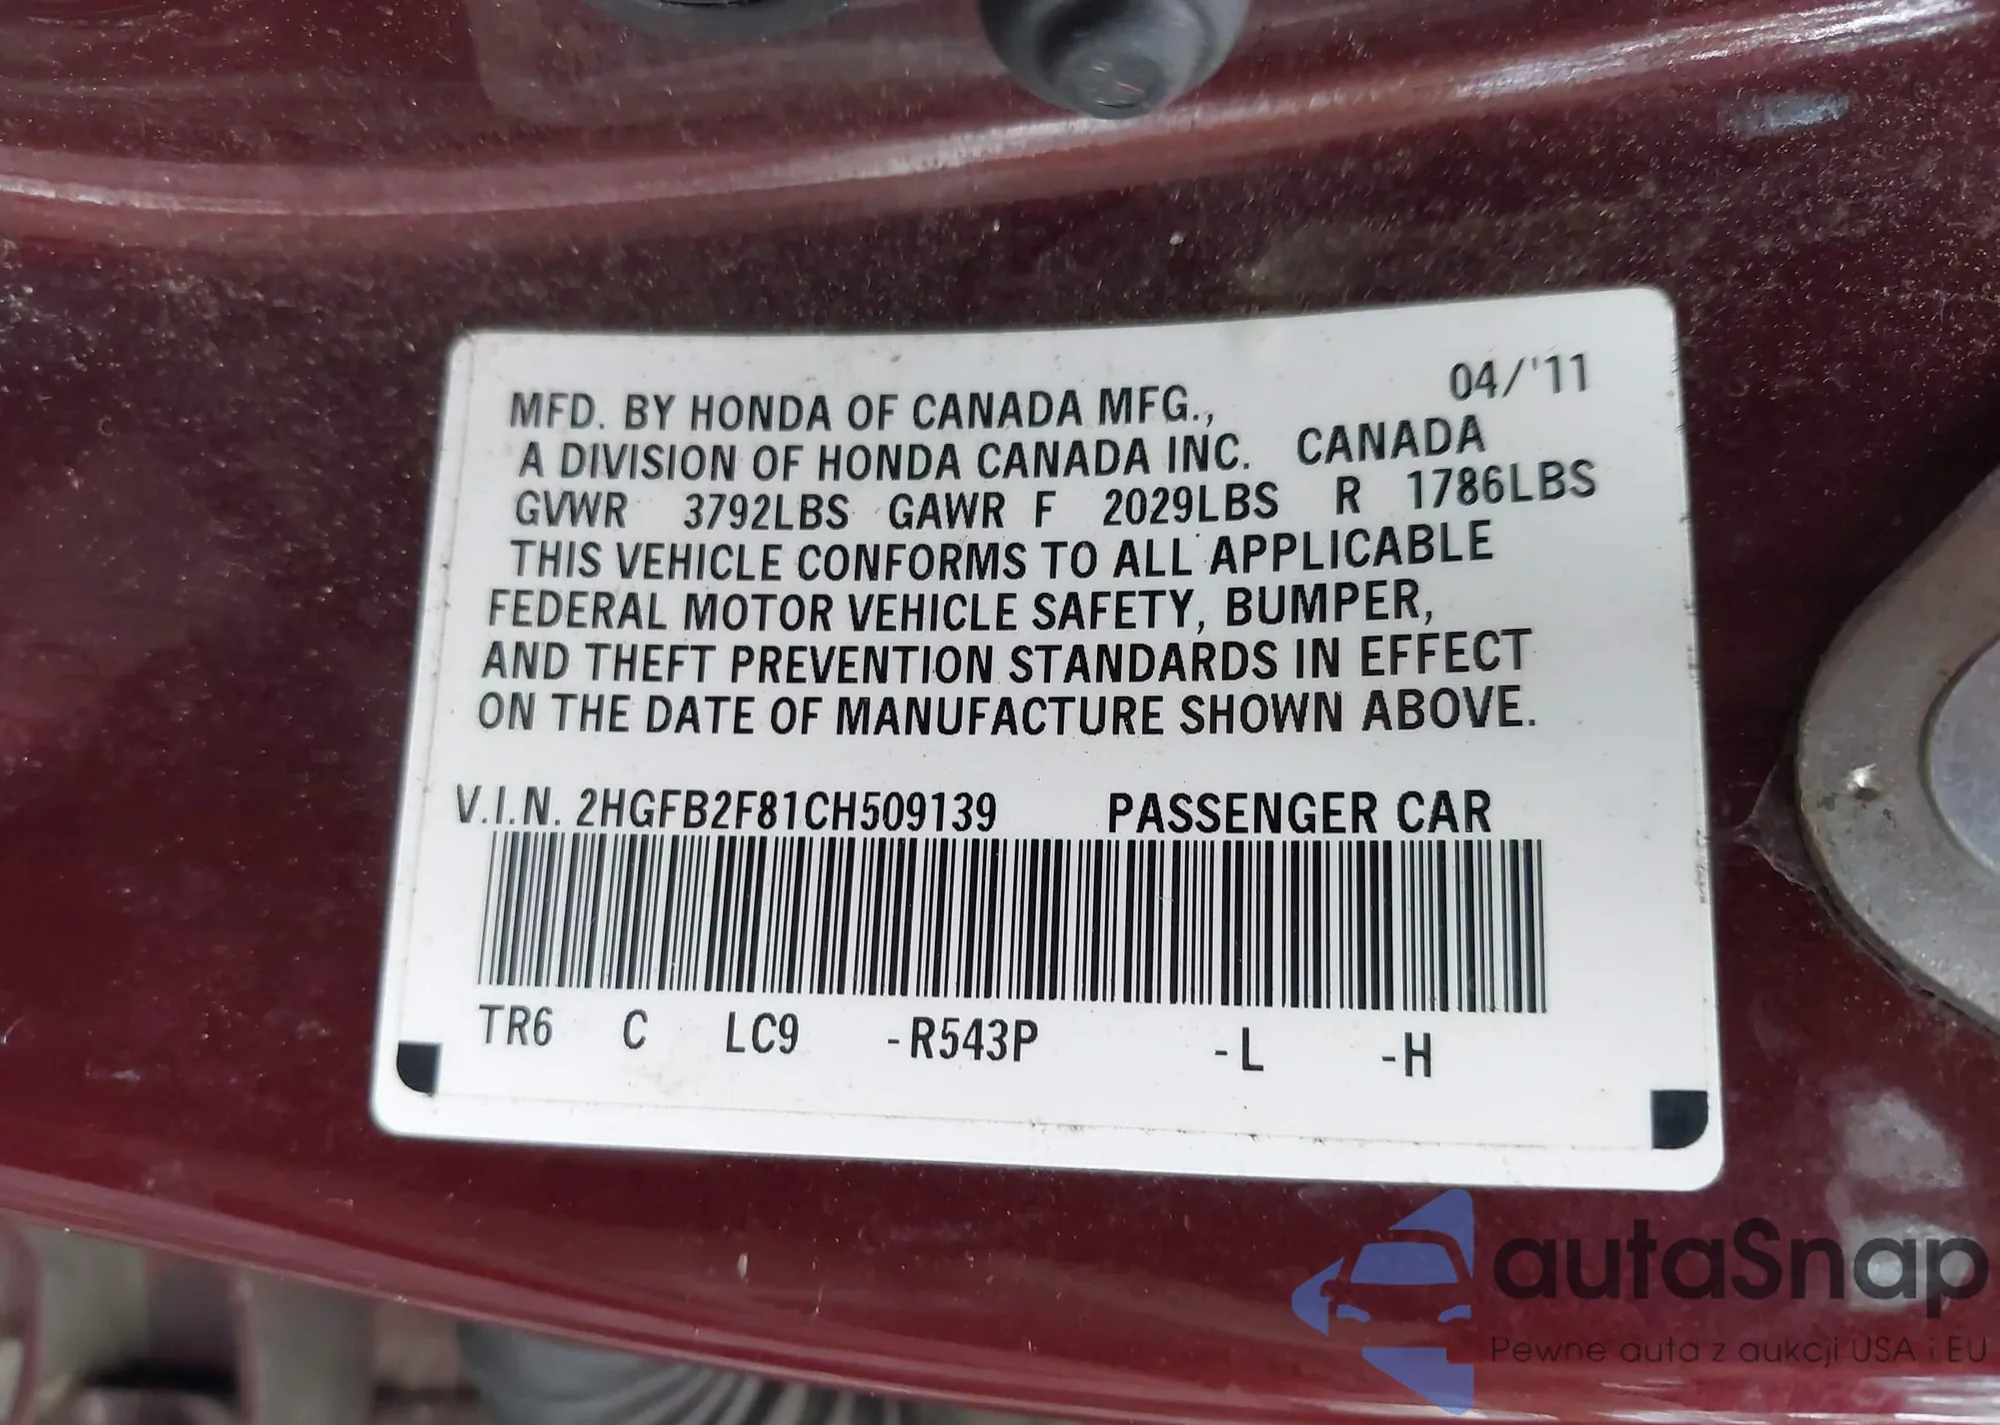 04/'11
MFD. BY HONDA OF CANADA MFG.,
A DIVISION OF HONDA CANADA INC. CANADA
GVWR 3792LBS GAWR F 2029LBS R 1786LBS
THIS VEHICLE CONFORMS TO ALL APPLICABLE
FEDERAL MOTOR VEHICLE SAFETY, BUMPER,
AND THEFT PREVENTION STANDARDS IN EFFECT
ON THE DATE OF MANUFACTURE SHOWN ABOVE.
V.I.N. 2HGFB2F81CH509139 PASSENGER CAR
TR6 C LC9 -R543P -L -H
autaSnap
Pewne auta z aukcji USA i EU